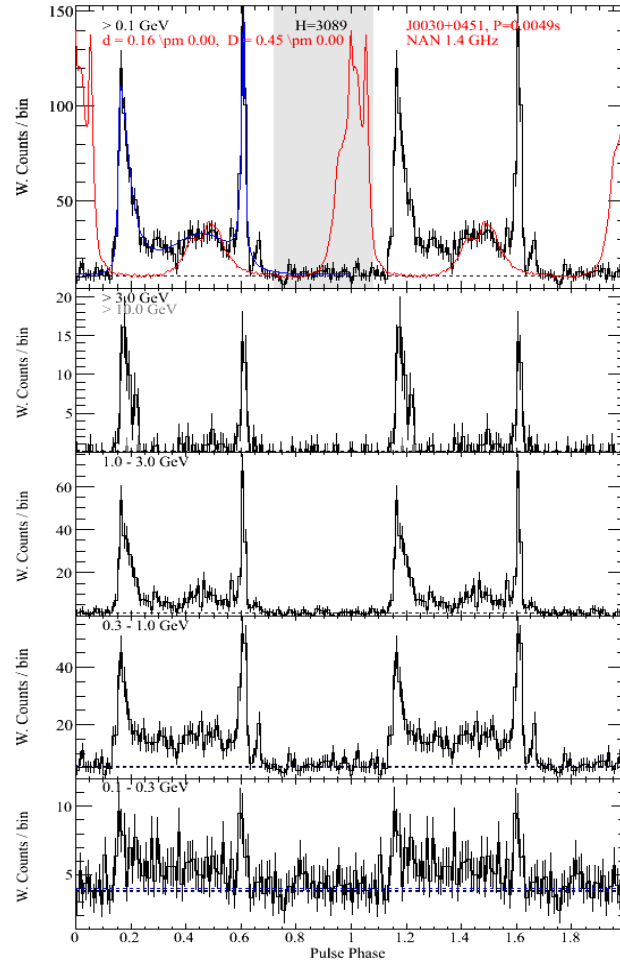 > 0.1 GeV H=3089 J0030+0451, P=0.0049s
d = 0.16 \pm 0.00, D = 0.45 \pm 0.00 NAN 1.4 GHz
W. Counts / bin
150
100
50
> 3.0 GeV
> 10.0 GeV
W. Counts / bin
20
15
10
5
1.0 - 3.0 GeV
W. Counts / bin
60
40
20
0.3 - 1.0 GeV
W. Counts / bin
40
20
0.1 - 0.3 GeV
W. Counts / bin
10
5
0 0.2 0.4 0.6 0.8 1 1.2 1.4 1.6 1.8
Pulse Phase